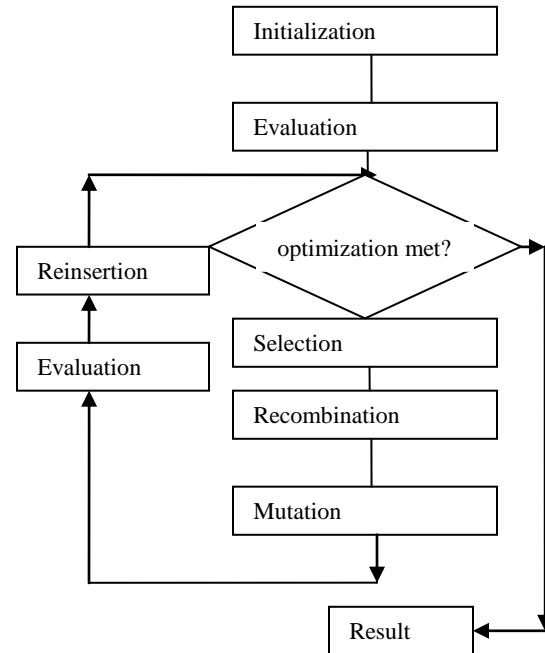 Initialization
Evaluation
optimization met?
Reinsertion
Selection
Evaluation
Recombination
Mutation
Result